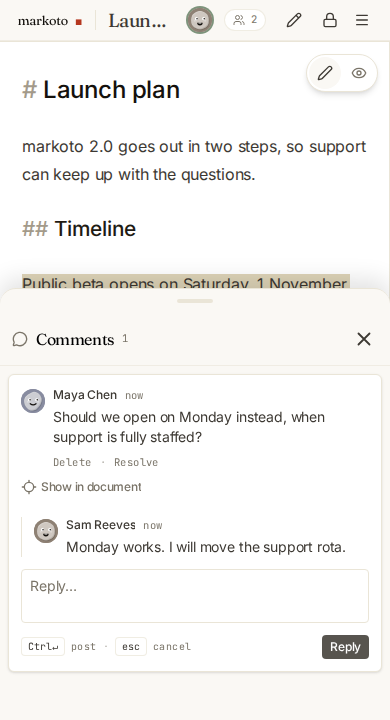 markoto
Laun...
2
# Launch plan
markoto 2.0 goes out in two steps, so support
can keep up with the questions.
## Timeline
Public beta opens on Saturday, 1 November
Comments 1
Maya Chen now
Should we open on Monday instead, when
support is fully staffed?
Delete · Resolve
Show in document
Sam Reeves now
Monday works. I will move the support rota.
Reply...
Ctrl↵ post · esc cancel
Reply